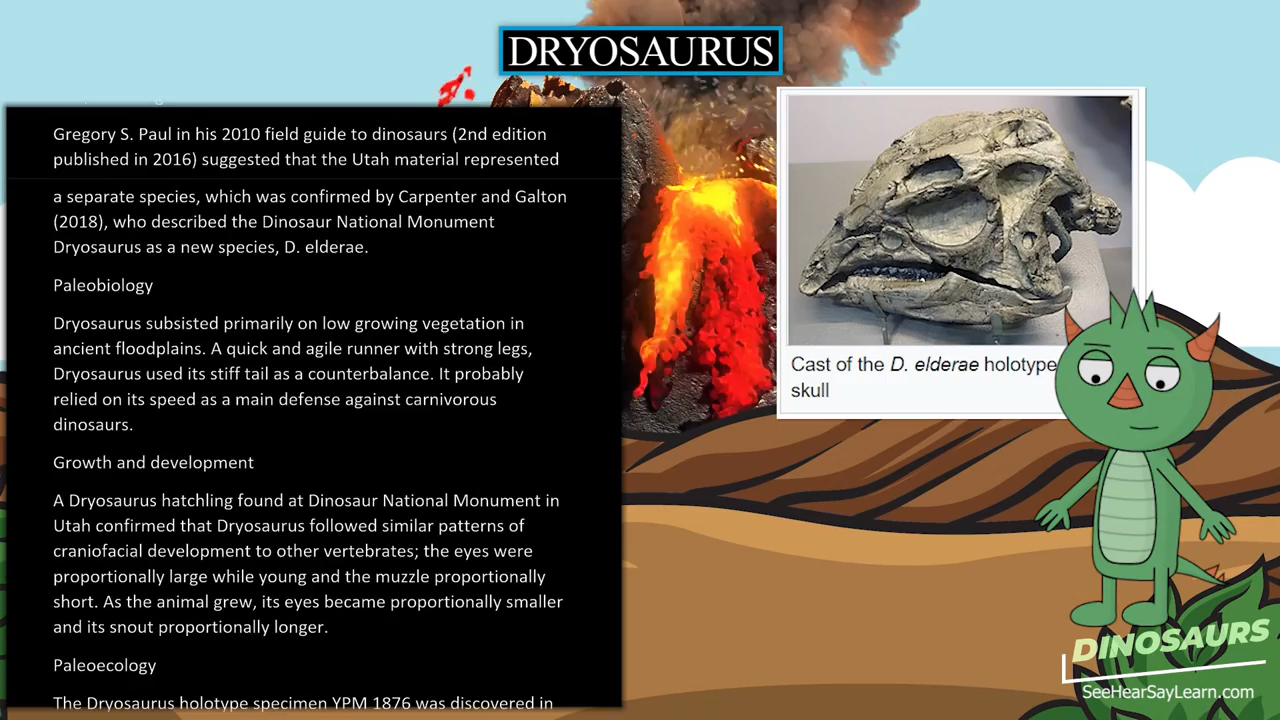 DRYOSAURUS
Gregory S. Paul in his 2010 field guide to dinosaurs (2nd edition
published in 2016) suggested that the Utah material represented
a separate species, which was confirmed by Carpenter and Galton
(2018), who described the Dinosaur National Monument
Dryosaurus as a new species, D. elderae.
Paleobiology
Dryosaurus subsisted primarily on low growing vegetation in
ancient floodplains. A quick and agile runner with strong legs,
Dryosaurus used its stiff tail as a counterbalance. It probably
relied on its speed as a main defense against carnivorous
dinosaurs.
Growth and development
A Dryosaurus hatchling found at Dinosaur National Monument in
Utah confirmed that Dryosaurus followed similar patterns of
craniofacial development to other vertebrates; the eyes were
proportionally large while young and the muzzle proportionally
short. As the animal grew, its eyes became proportionally smaller
and its snout proportionally longer.
Paleoecology
The Dryosaurus holotype specimen YPM 1876 was discovered in
Cast of the D. elderae holotype
skull
DINOSAURS
SeeHearSayLearn.com